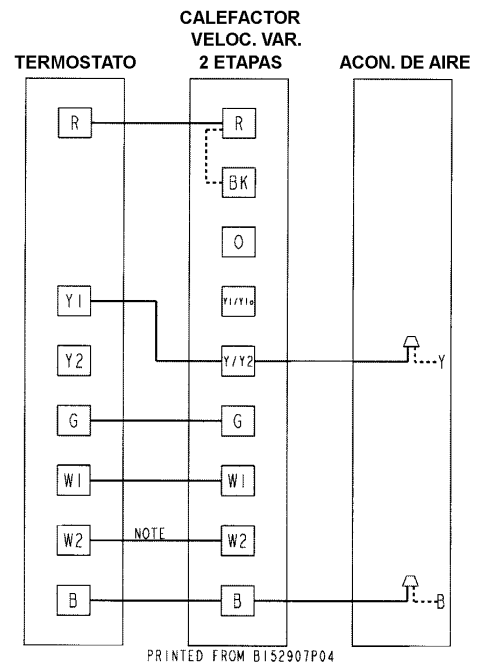 CALEFACTOR
VELOC. VAR.
TERMOSTATO 2 ETAPAS ACON. DE AIRE
R R
BK
O
Y1 Y1/Y1o
Y2 Y/Y2 Y
G G
W1 W1
W2 NOTE W2
B B B
PRINTED FROM B152907P04